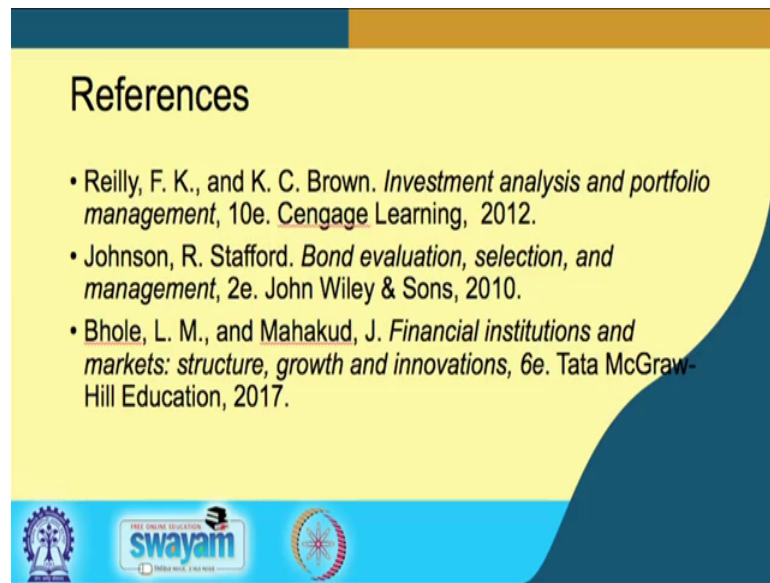 References
• Reilly, F. K., and K. C. Brown. Investment analysis and portfolio
management, 10e. Cengage Learning, 2012.
• Johnson, R. Stafford. Bond evaluation, selection, and
management, 2e. John Wiley & Sons, 2010.
• Bhole, L. M., and Mahakud, J. Financial institutions and
markets: structure, growth and innovations, 6e. Tata McGraw-
Hill Education, 2017.
FREE ONLINE EDUCATION
swayam